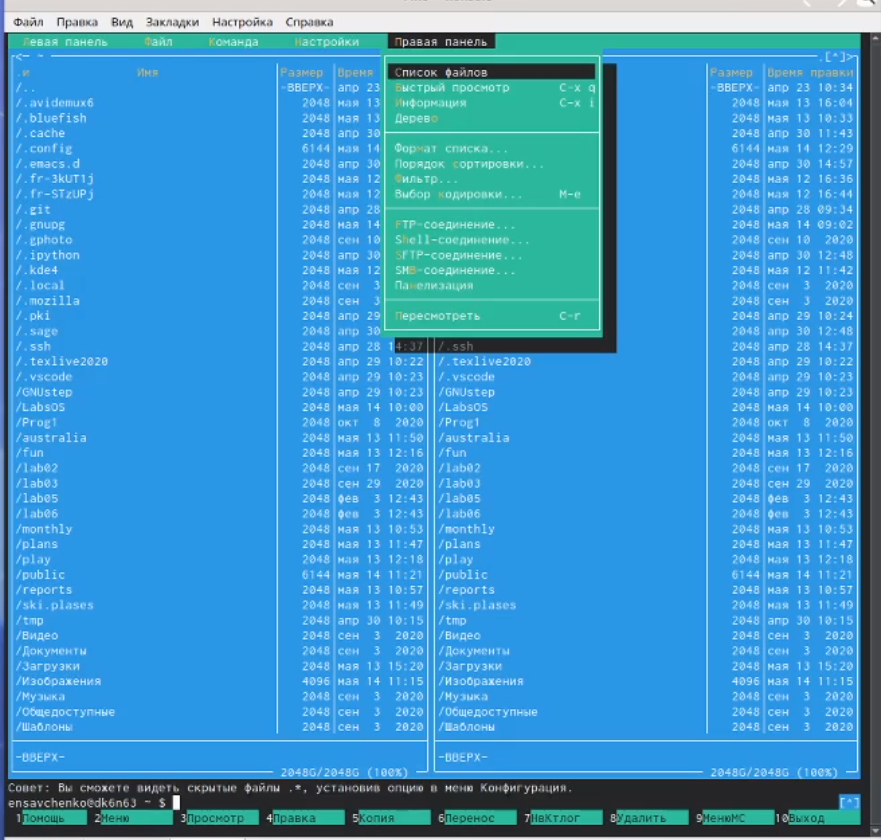 Файл Правка Вид Закладки Настройка Справка
Левая панель Файл Команда Настройки Правая панель
<— ~ .[^]>
.и Имя Размер Время Размер Время правки
/.. -ВВЕРХ- апр 23 Список файлов -ВВЕРХ- апр 23 10:34
/.avidemux6 2048 мая 13 Быстрый просмотр C-x q 2048 мая 13 16:04
/.bluefish 2048 мая 13 Информация C-x i 2048 мая 13 10:33
/.cache 2048 апр 30 Дерево 2048 апр 30 11:43
/.config 6144 мая 14 Формат списка... 6144 мая 14 12:29
/.emacs.d 2048 апр 30 Порядок сортировки... 2048 апр 30 14:57
/.fr-3kUT1j 2048 мая 12 Фильтр... 2048 мая 12 16:36
/.fr-STzUPj 2048 мая 12 Выбор кодировки... M-e 2048 мая 12 16:44
/.git 2048 апр 28 2048 апр 28 09:34
/.gnupg 2048 мая 14 FTP-соединение... 2048 мая 14 09:02
/.gphoto 2048 сен 10 Shell-соединение... 2048 сен 10 2020
/.ipython 2048 апр 30 SFTP-соединение... 2048 апр 30 12:48
/.kde4 2048 мая 12 SMB-соединение... 2048 мая 12 11:42
/.local 2048 сен 3 Панелизация 2048 сен 3 2020
/.mozilla 2048 сен 3 2048 сен 3 2020
/.pki 2048 апр 29 Пересмотреть C-r 2048 апр 29 10:24
/.sage 2048 апр 30 2048 апр 30 12:48
/.ssh 2048 апр 28 14:37 /.ssh 2048 апр 28 14:37
/.texlive2020 2048 апр 29 10:22 /.texlive2020 2048 апр 29 10:22
/.vscode 2048 апр 29 10:23 /.vscode 2048 апр 29 10:23
/GNUstep 2048 апр 29 10:23 /GNUstep 2048 апр 29 10:23
/LabsOS 2048 мая 14 10:00 /LabsOS 2048 мая 14 10:00
/Prog1 2048 окт 8 2020 /Prog1 2048 окт 8 2020
/australia 2048 мая 13 11:50 /australia 2048 мая 13 11:50
/fun 2048 мая 13 12:16 /fun 2048 мая 13 12:16
/lab02 2048 сен 17 2020 /lab02 2048 сен 17 2020
/lab03 2048 сен 29 2020 /lab03 2048 сен 29 2020
/lab05 2048 фев 3 12:43 /lab05 2048 фев 3 12:43
/lab06 2048 фев 3 12:43 /lab06 2048 фев 3 12:43
/monthly 2048 мая 13 10:53 /monthly 2048 мая 13 10:53
/plans 2048 мая 13 11:47 /plans 2048 мая 13 11:47
/play 2048 мая 13 12:18 /play 2048 мая 13 12:18
/public 6144 мая 14 11:21 /public 6144 мая 14 11:21
/reports 2048 мая 13 10:57 /reports 2048 мая 13 10:57
/ski.plases 2048 мая 13 11:49 /ski.plases 2048 мая 13 11:49
/tmp 2048 апр 30 10:15 /tmp 2048 апр 30 10:15
/Видео 2048 сен 3 2020 /Видео 2048 сен 3 2020
/Документы 2048 сен 3 2020 /Документы 2048 сен 3 2020
/Загрузки 2048 мая 13 15:20 /Загрузки 2048 мая 13 15:20
/Изображения 4096 мая 14 11:15 /Изображения 4096 мая 14 11:15
/Музыка 2048 сен 3 2020 /Музыка 2048 сен 3 2020
/Общедоступные 2048 сен 3 2020 /Общедоступные 2048 сен 3 2020
/Шаблоны 2048 сен 3 2020 /Шаблоны 2048 сен 3 2020
-ВВЕРХ- -ВВЕРХ-
2048G/2048G (100%) 2048G/2048G (100%)
Совет: Вы сможете видеть скрытые файлы .*, установив опцию в меню Конфигурация.
ensavchenko@dk6n63 ~ $ [^]
1Помощь 2Меню 3Просмотр 4Правка 5Копия 6Перенос 7НвКтлог 8Удалить 9МенюMC 10Выход